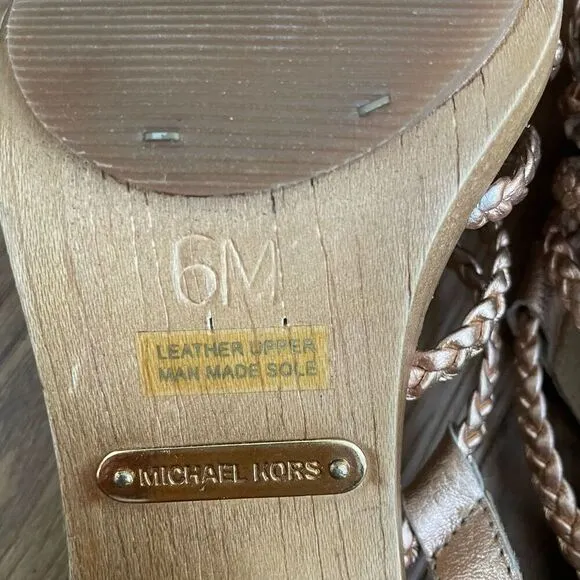 6M
LEATHER UPPER
MAN MADE SOLE
MICHAEL KORS